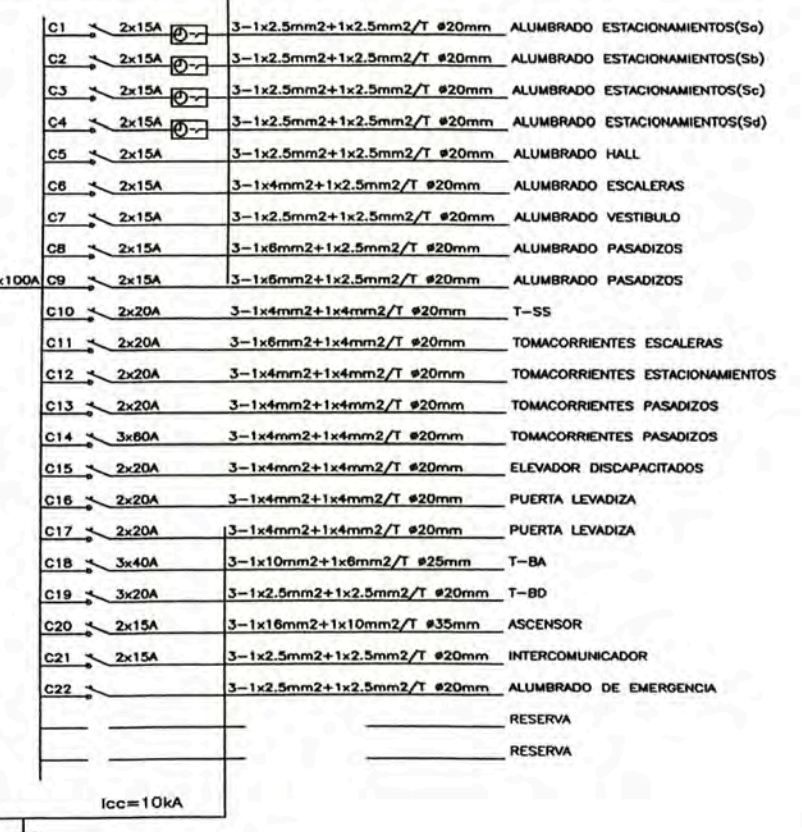 C1 2x15A 3-1x2.5mm2+1x2.5mm2/T ø20mm ALUMBRADO ESTACIONAMIENTOS(Sa)
C2 2x15A 3-1x2.5mm2+1x2.5mm2/T ø20mm ALUMBRADO ESTACIONAMIENTOS(Sb)
C3 2x15A 3-1x2.5mm2+1x2.5mm2/T ø20mm ALUMBRADO ESTACIONAMIENTOS(Sc)
C4 2x15A 3-1x2.5mm2+1x2.5mm2/T ø20mm ALUMBRADO ESTACIONAMIENTOS(Sd)
C5 2x15A 3-1x2.5mm2+1x2.5mm2/T ø20mm ALUMBRADO HALL
C6 2x15A 3-1x4mm2+1x2.5mm2/T ø20mm ALUMBRADO ESCALERAS
C7 2x15A 3-1x2.5mm2+1x2.5mm2/T ø20mm ALUMBRADO VESTIBULO
C8 2x15A 3-1x6mm2+1x2.5mm2/T ø20mm ALUMBRADO PASADIZOS
x100A C9 2x15A 3-1x6mm2+1x2.5mm2/T ø20mm ALUMBRADO PASADIZOS
C10 2x20A 3-1x4mm2+1x4mm2/T ø20mm T-SS
C11 2x20A 3-1x6mm2+1x4mm2/T ø20mm TOMACORRIENTES ESCALERAS
C12 2x20A 3-1x4mm2+1x4mm2/T ø20mm TOMACORRIENTES ESTACIONAMIENTOS
C13 2x20A 3-1x4mm2+1x4mm2/T ø20mm TOMACORRIENTES PASADIZOS
C14 3x60A 3-1x4mm2+1x4mm2/T ø20mm TOMACORRIENTES PASADIZOS
C15 2x20A 3-1x4mm2+1x4mm2/T ø20mm ELEVADOR DISCAPACITADOS
C16 2x20A 3-1x4mm2+1x4mm2/T ø20mm PUERTA LEVADIZA
C17 2x20A 3-1x4mm2+1x4mm2/T ø20mm PUERTA LEVADIZA
C18 3x40A 3-1x10mm2+1x6mm2/T ø25mm T-BA
C19 3x20A 3-1x2.5mm2+1x2.5mm2/T ø20mm T-BD
C20 2x15A 3-1x16mm2+1x10mm2/T ø35mm ASCENSOR
C21 2x15A 3-1x2.5mm2+1x2.5mm2/T ø20mm INTERCOMUNICADOR
C22 3-1x2.5mm2+1x2.5mm2/T ø20mm ALUMBRADO DE EMERGENCIA
RESERVA
RESERVA
Icc=10kA